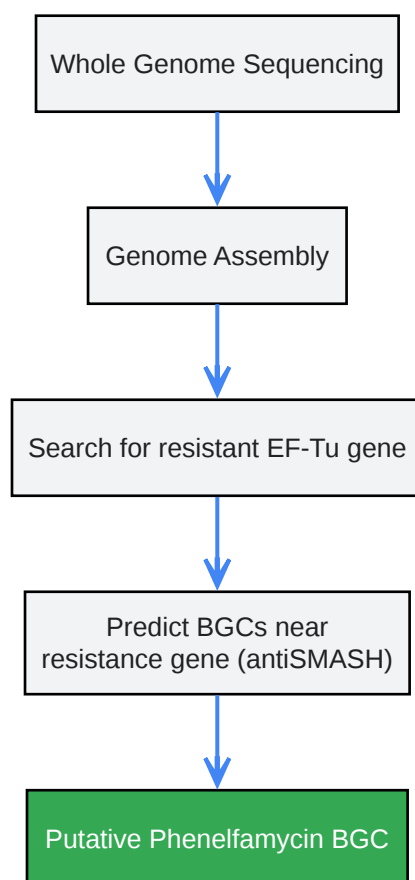 Whole Genome Sequencing
Genome Assembly
Search for resistant EF-Tu gene
Predict BGCs near
resistance gene (antiSMASH)
Putative Phenelfamycin BGC